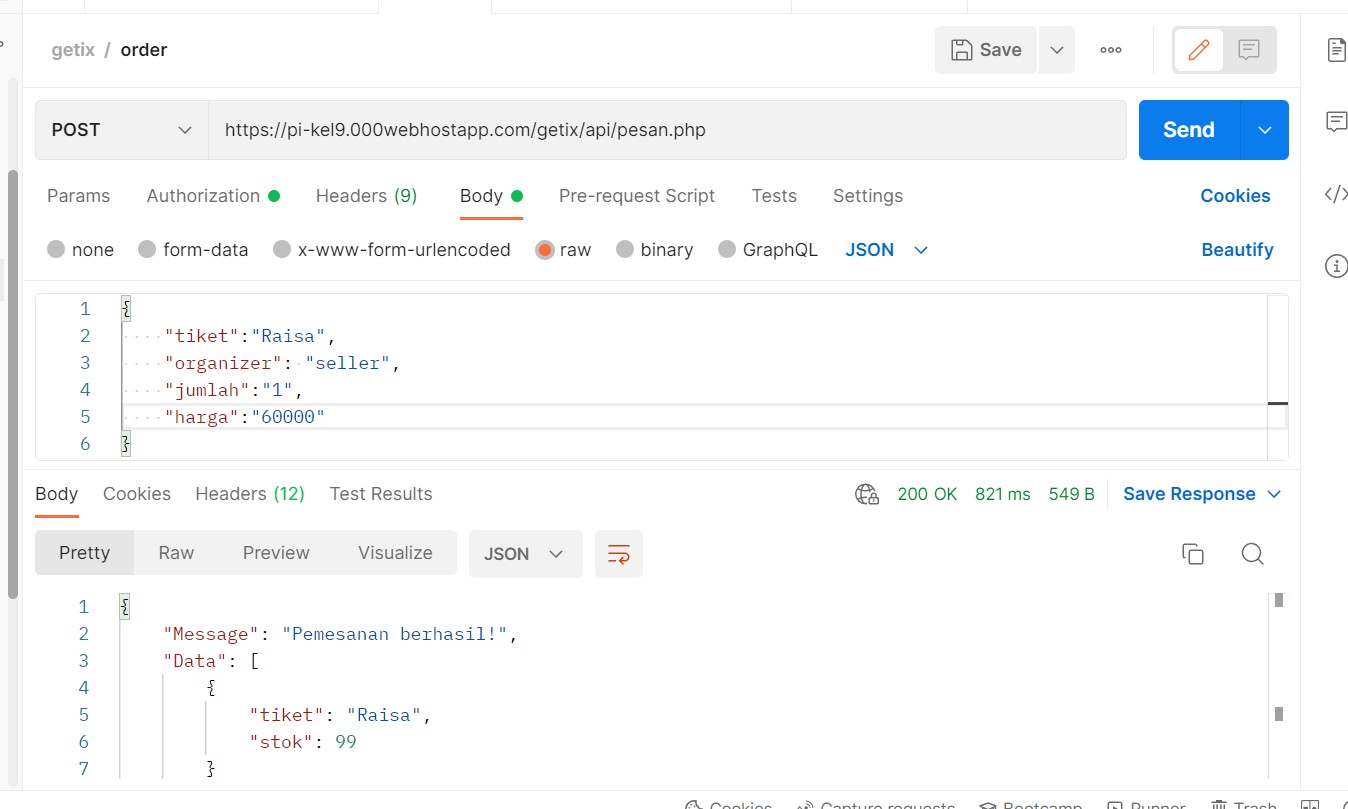 getix / order
Save
POST
https://pi-kel9.000webhostapp.com/getix/api/pesan.php
Send
Params Authorization Headers (9) Body Pre-request Script Tests Settings Cookies
none form-data x-www-form-urlencoded raw binary GraphQL JSON Beautify
1 {
2 "tiket":"Raisa",
3 "organizer": "seller",
4 "jumlah":"1",
5 "harga":"60000"
6 }
Body Cookies Headers (12) Test Results 200 OK 821 ms 549 B Save Response
Pretty Raw Preview Visualize JSON
1 {
2 "Message": "Pemesanan berhasil!",
3 "Data": [
4 {
5 "tiket": "Raisa",
6 "stok": 99
7 }
Cookies Capture requests Bootcamp Runner Trash